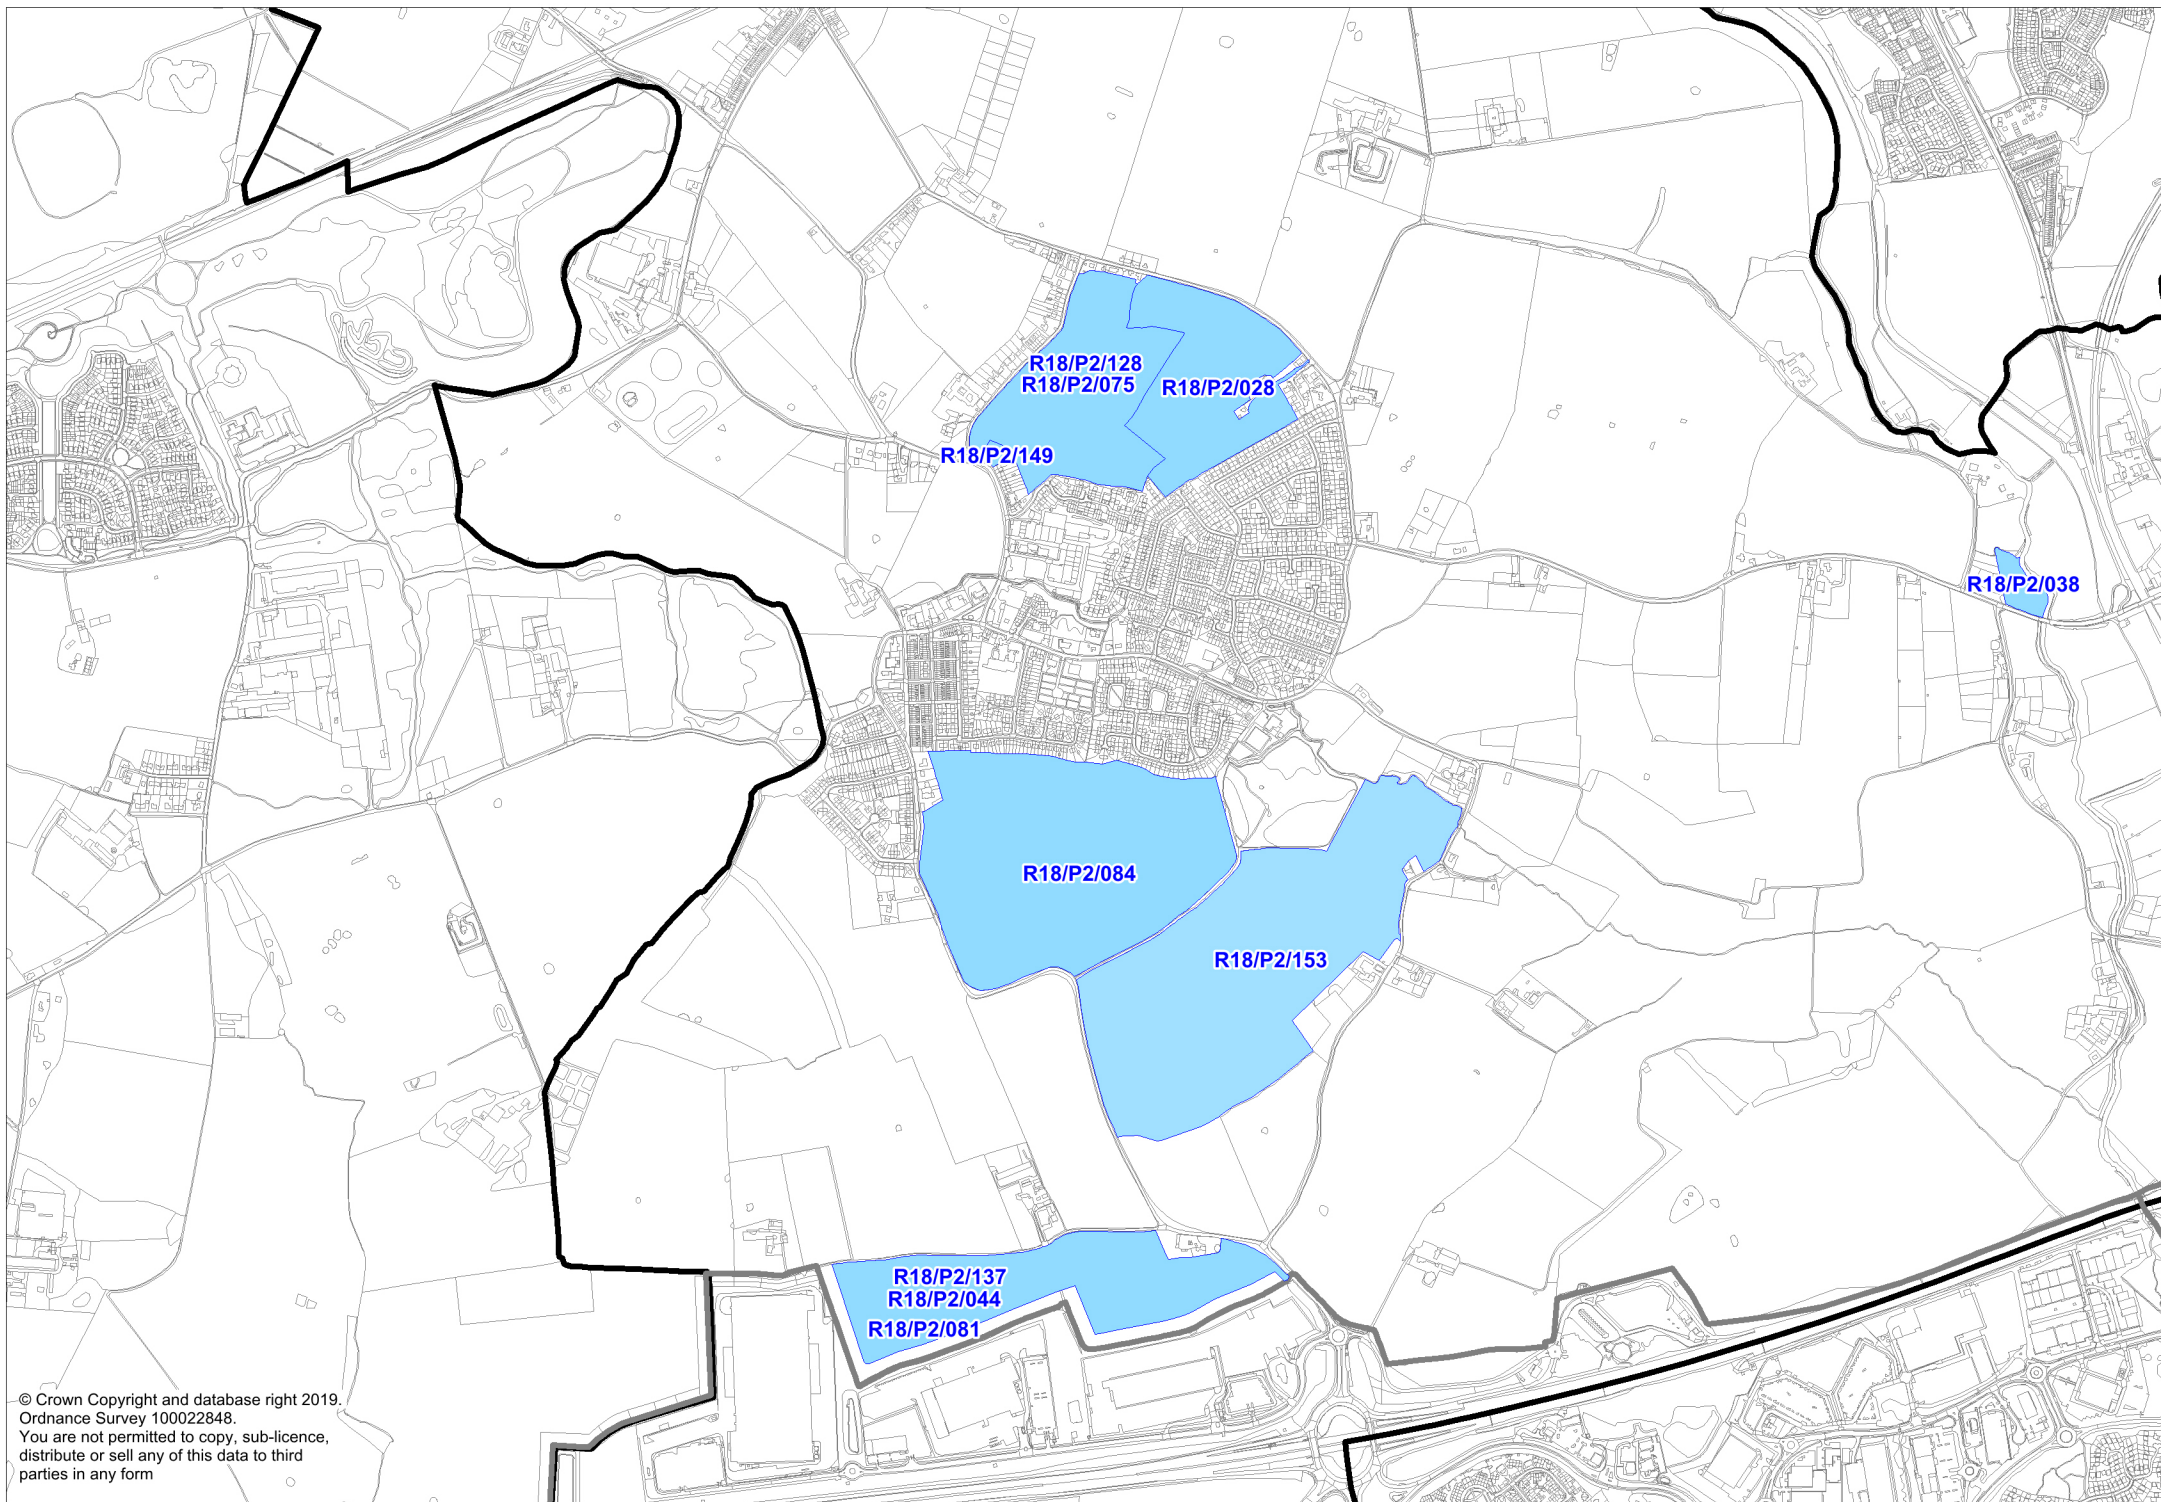 R18/P2/128
R18/P2/075
R18/P2/028
R18/P2/149
R18/P2/038
R18/P2/084
R18/P2/153
R18/P2/137
R18/P2/044
R18/P2/081
© Crown Copyright and database right 2019.
Ordnance Survey 100022848.
You are not permitted to copy, sub-licence,
distribute or sell any of this data to third
parties in any form